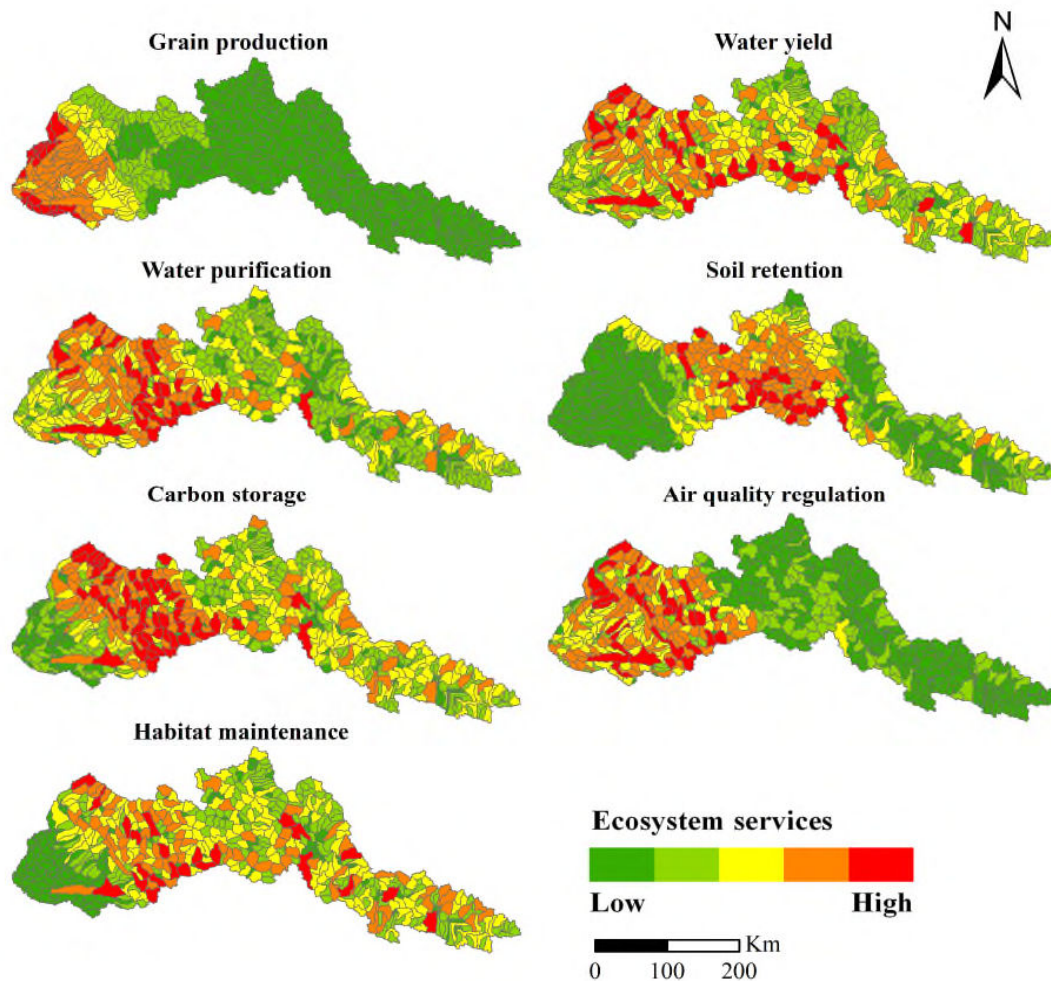 Grain production
Water yield
N
Water purification
Soil retention
Carbon storage
Air quality regulation
Habitat maintenance
Ecosystem services
Low High
Km
0 100 200